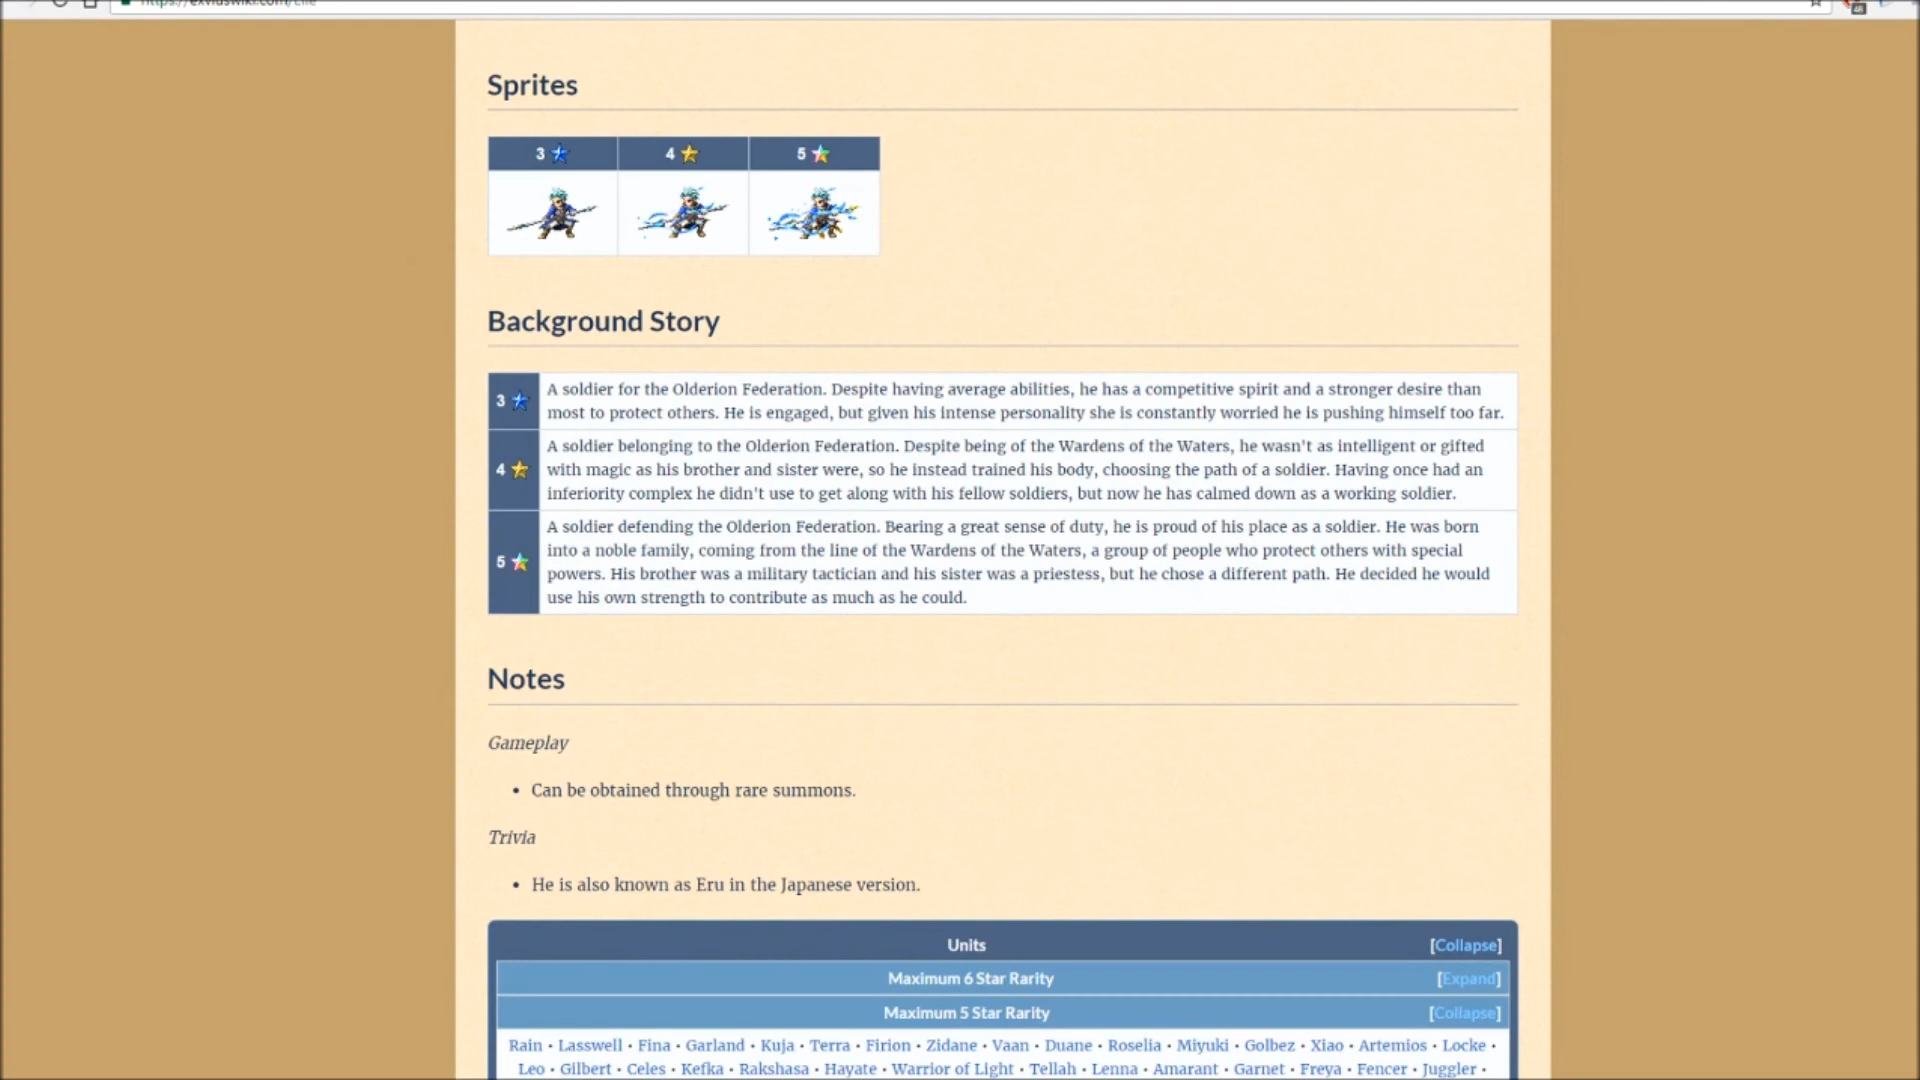 Sprites
3 4 5
Background Story
3
A soldier for the Olderion Federation. Despite having average abilities, he has a competitive spirit and a stronger desire than
most to protect others. He is engaged, but given his intense personality she is constantly worried he is pushing himself too far.
4
A soldier belonging to the Olderion Federation. Despite being of the Wardens of the Waters, he wasn't as intelligent or gifted
with magic as his brother and sister were, so he instead trained his body, choosing the path of a soldier. Having once had an
inferiority complex he didn't use to get along with his fellow soldiers, but now he has calmed down as a working soldier.
5
A soldier defending the Olderion Federation. Bearing a great sense of duty, he is proud of his place as a soldier. He was born
into a noble family, coming from the line of the Wardens of the Waters, a group of people who protect others with special
powers. His brother was a military tactician and his sister was a priestess, but he chose a different path. He decided he would
use his own strength to contribute as much as he could.
Notes
Gameplay
• Can be obtained through rare summons.
Trivia
• He is also known as Eru in the Japanese version.
Units [Collapse]
Maximum 6 Star Rarity [Expand]
Maximum 5 Star Rarity [Collapse]
Rain • Lasswell • Fina • Garland • Kuja • Terra • Firion • Zidane • Vaan • Duane • Roselia • Miyuki • Golbez • Xiao • Artemios • Locke •
Leo • Gilbert • Celes • Kefka • Rakshasa • Hayate • Warrior of Light • Tellah • Lenna • Amarant • Garnet • Freya • Fencer • Juggler •